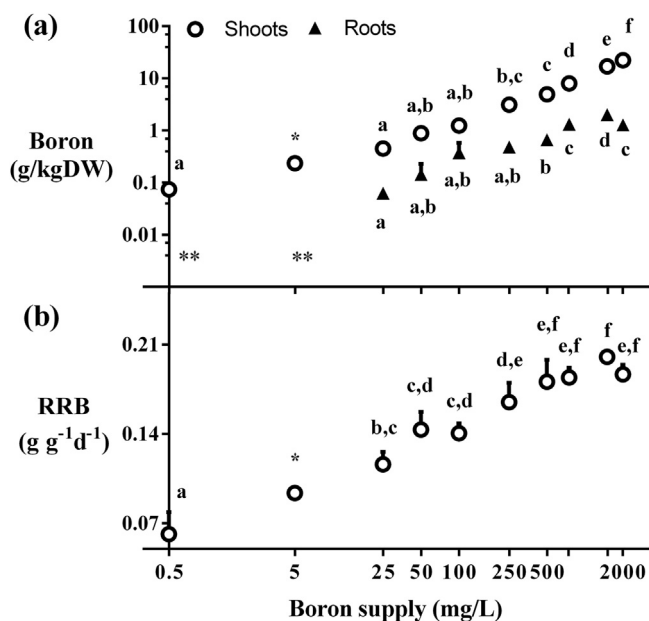 (a) Shoots Roots
100
10
1
0.1
0.01
Boron
(g/kgDW)
a * a a,b a,b b,c c d e f
** ** a a,b a,b a,b b c d c
(b)
0.21
0.14
0.07
RRB
(g g⁻¹d⁻¹)
a * b,c c,d c,d d,e e,f e,f f e,f
0.5 5 25 50 100 250 500 2000
Boron supply (mg/L)